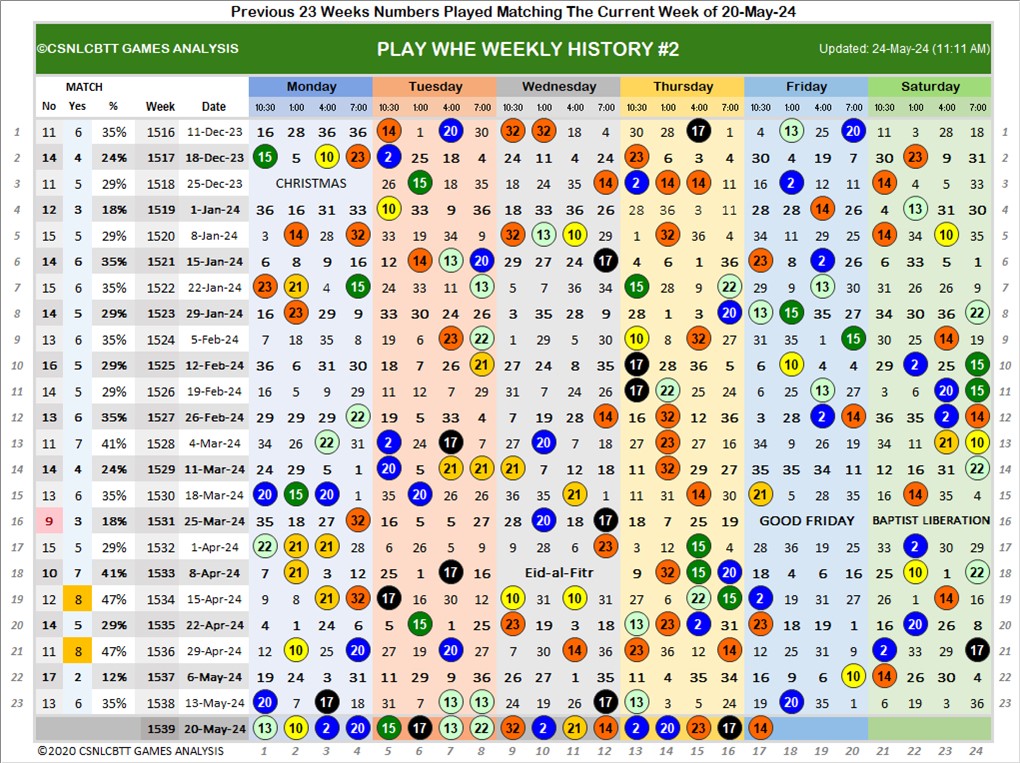 Previous 23 Weeks Numbers Played Matching The Current Week of 20-May-24
©CSNLCBTT GAMES ANALYSIS PLAY WHE WEEKLY HISTORY #2 Updated: 24-May-24 (11:11 AM)
MATCH Monday Tuesday Wednesday Thursday Friday Saturday
No Yes % Week Date 10:30 1:00 4:00 7:00 10:30 1:00 4:00 7:00 10:30 1:00 4:00 7:00 10:30 1:00 4:00 7:00 10:30 1:00 4:00 7:00 10:30 1:00 4:00 7:00
1 11 6 35% 1516 11-Dec-23 16 28 36 36 14 1 20 30 32 32 18 4 30 28 17 1 4 13 25 20 11 3 28 18 1
2 14 4 24% 1517 18-Dec-23 15 5 10 23 2 25 18 4 24 11 4 24 23 6 3 4 30 4 19 7 30 23 9 31 2
3 11 5 29% 1518 25-Dec-23 CHRISTMAS 26 15 18 35 18 24 35 14 2 14 14 11 16 2 12 11 14 4 5 33 3
4 12 3 18% 1519 1-Jan-24 36 16 31 33 10 33 9 36 18 33 36 26 28 36 3 11 28 28 14 26 4 13 31 30 4
5 15 5 29% 1520 8-Jan-24 3 14 28 32 33 19 34 9 32 13 10 29 1 32 36 4 34 11 29 25 14 34 10 35 5
6 14 6 35% 1521 15-Jan-24 6 8 9 16 12 14 13 20 29 27 24 17 4 6 1 36 23 8 2 26 6 33 5 1 6
7 15 6 35% 1522 22-Jan-24 23 21 4 15 24 33 11 13 5 7 36 34 15 28 9 22 29 9 13 30 31 26 26 9 7
8 14 5 29% 1523 29-Jan-24 16 23 29 9 33 30 24 26 3 35 28 9 28 1 3 20 13 15 35 27 34 30 36 22 8
9 13 6 35% 1524 5-Feb-24 7 18 35 8 19 6 23 22 1 29 5 30 10 8 32 27 31 35 1 15 30 25 14 19 9
10 16 5 29% 1525 12-Feb-24 36 6 31 30 18 7 26 21 27 24 8 35 17 28 36 5 6 10 4 4 29 2 25 15 10
11 14 5 29% 1526 19-Feb-24 16 5 9 29 11 12 7 29 31 7 24 26 17 22 25 24 6 25 13 27 3 6 20 15 11
12 13 6 35% 1527 26-Feb-24 29 29 29 22 19 5 33 4 7 19 28 14 16 32 12 36 3 28 2 14 36 35 2 14 12
13 11 7 41% 1528 4-Mar-24 34 26 22 31 2 24 17 7 27 20 7 18 27 23 27 16 34 9 26 19 34 11 21 10 13
14 14 4 24% 1529 11-Mar-24 24 29 5 1 20 5 21 21 21 7 12 18 11 32 29 27 35 35 34 11 12 16 31 22 14
15 13 6 35% 1530 18-Mar-24 20 15 20 1 35 20 26 26 36 35 21 1 11 31 14 30 21 5 28 35 16 14 35 4 15
16 9 3 18% 1531 25-Mar-24 35 18 27 32 16 5 5 27 28 20 18 17 18 7 25 19 GOOD FRIDAY BAPTIST LIBERATION 16
17 15 5 29% 1532 1-Apr-24 22 21 21 28 6 26 5 9 9 28 6 23 3 12 15 4 28 36 19 25 33 2 30 29 17
18 10 7 41% 1533 8-Apr-24 7 21 3 12 25 1 17 16 Eid-al-Fitr 9 32 15 20 18 4 6 16 25 10 1 22 18
19 12 8 47% 1534 15-Apr-24 9 8 21 32 17 16 30 12 10 31 10 31 27 6 22 15 2 19 31 27 9 1 14 16 19
20 14 5 29% 1535 22-Apr-24 4 1 24 6 5 15 1 25 23 19 3 18 13 23 2 31 23 18 19 1 16 20 26 8 20
21 11 8 47% 1536 29-Apr-24 12 10 25 20 27 19 20 27 7 30 14 36 23 36 12 14 12 25 31 9 2 33 29 17 21
22 17 2 12% 1537 6-May-24 19 24 3 31 11 29 9 36 26 27 1 35 11 4 35 34 16 9 6 10 14 26 30 4 22
23 13 6 35% 1538 13-May-24 20 7 17 18 31 7 13 13 24 19 26 17 13 3 5 24 19 20 35 1 6 19 3 36 23
1539 20-May-24 13 10 2 20 15 17 13 22 32 2 21 14 2 20 23 17 14
©2020 CSNLCBTT GAMES ANALYSIS 1 2 3 4 5 6 7 8 9 10 11 12 13 14 15 16 17 18 19 20 21 22 23 24